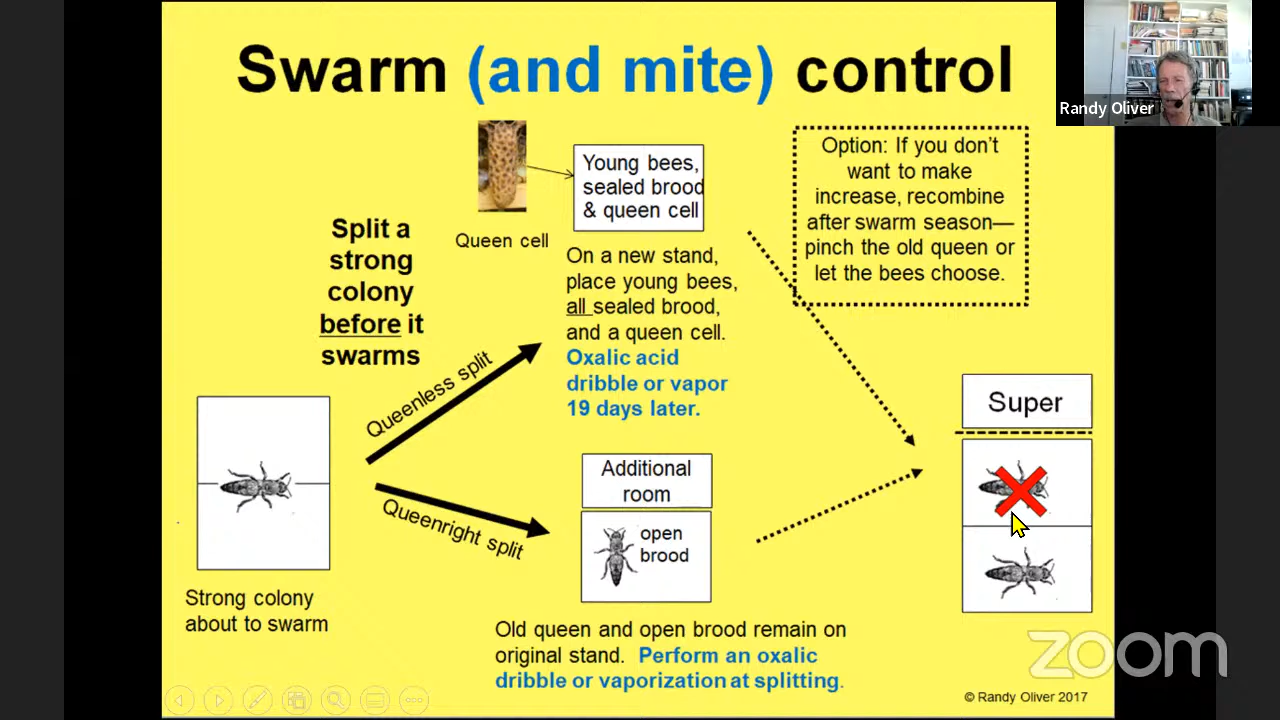 Swarm (and mite) control
Randy Oliver
Split a
strong
colony
before it
swarms
Queen cell
Young bees,
sealed brood
& queen cell
On a new stand,
place young bees,
all sealed brood,
and a queen cell.
Oxalic acid
dribble or vapor
19 days later.
Option: If you don't
want to make
increase, recombine
after swarm season—
pinch the old queen or
let the bees choose.
Queenless split
Queenright split
Strong colony
about to swarm
Additional
room
open
brood
Old queen and open brood remain on
original stand. Perform an oxalic
dribble or vaporization at splitting.
Super
zoom
© Randy Oliver 2017